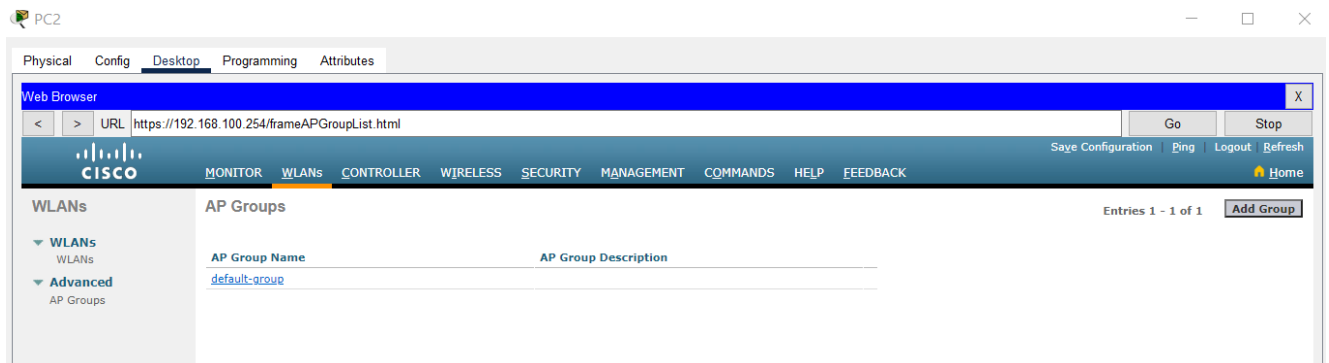 PC2
Physical Config Desktop Programming Attributes
Web Browser X
< > URL https://192.168.100.254/frameAPGroupList.html Go Stop
Save Configuration Ping Logout Refresh
CISCO MONITOR WLANs CONTROLLER WIRELESS SECURITY MANAGEMENT COMMANDS HELP FEEDBACK Home
WLANs AP Groups Entries 1 - 1 of 1 Add Group
WLANs
WLANs AP Group Name AP Group Description
Advanced default-group
AP Groups